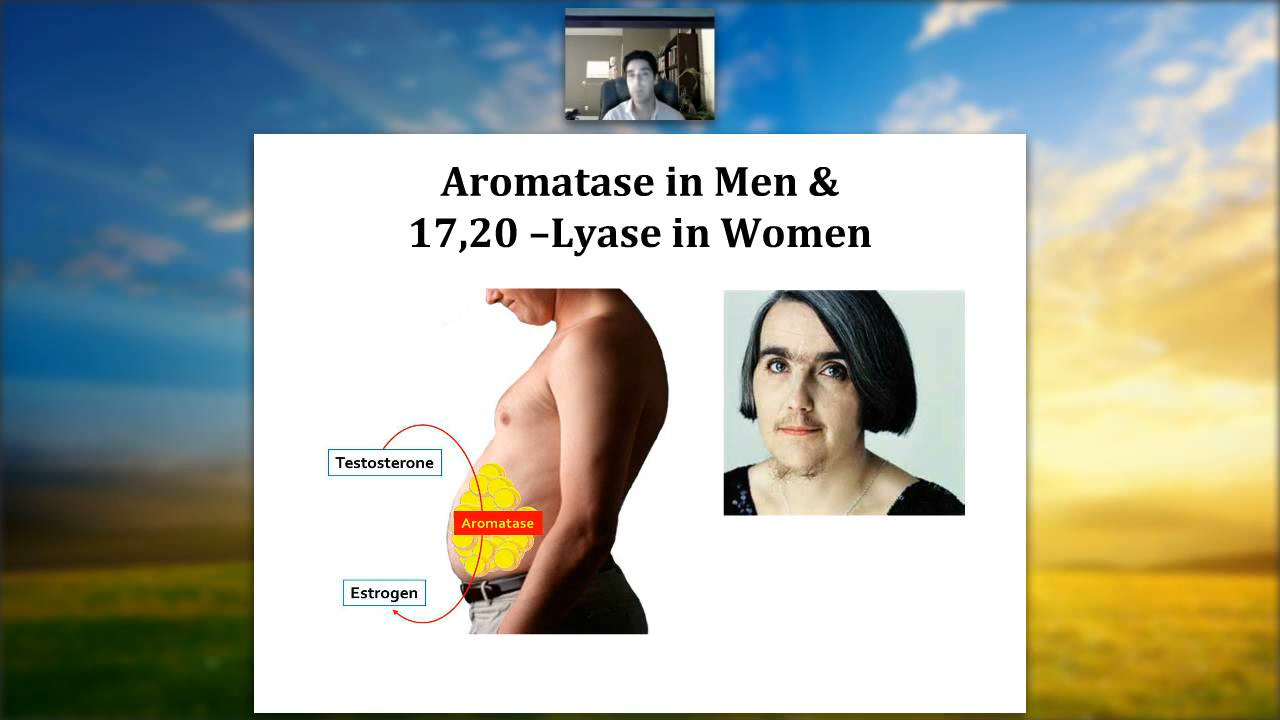 Aromatase in Men &
17,20 –Lyase in Women
Testosterone
Aromatase
Estrogen